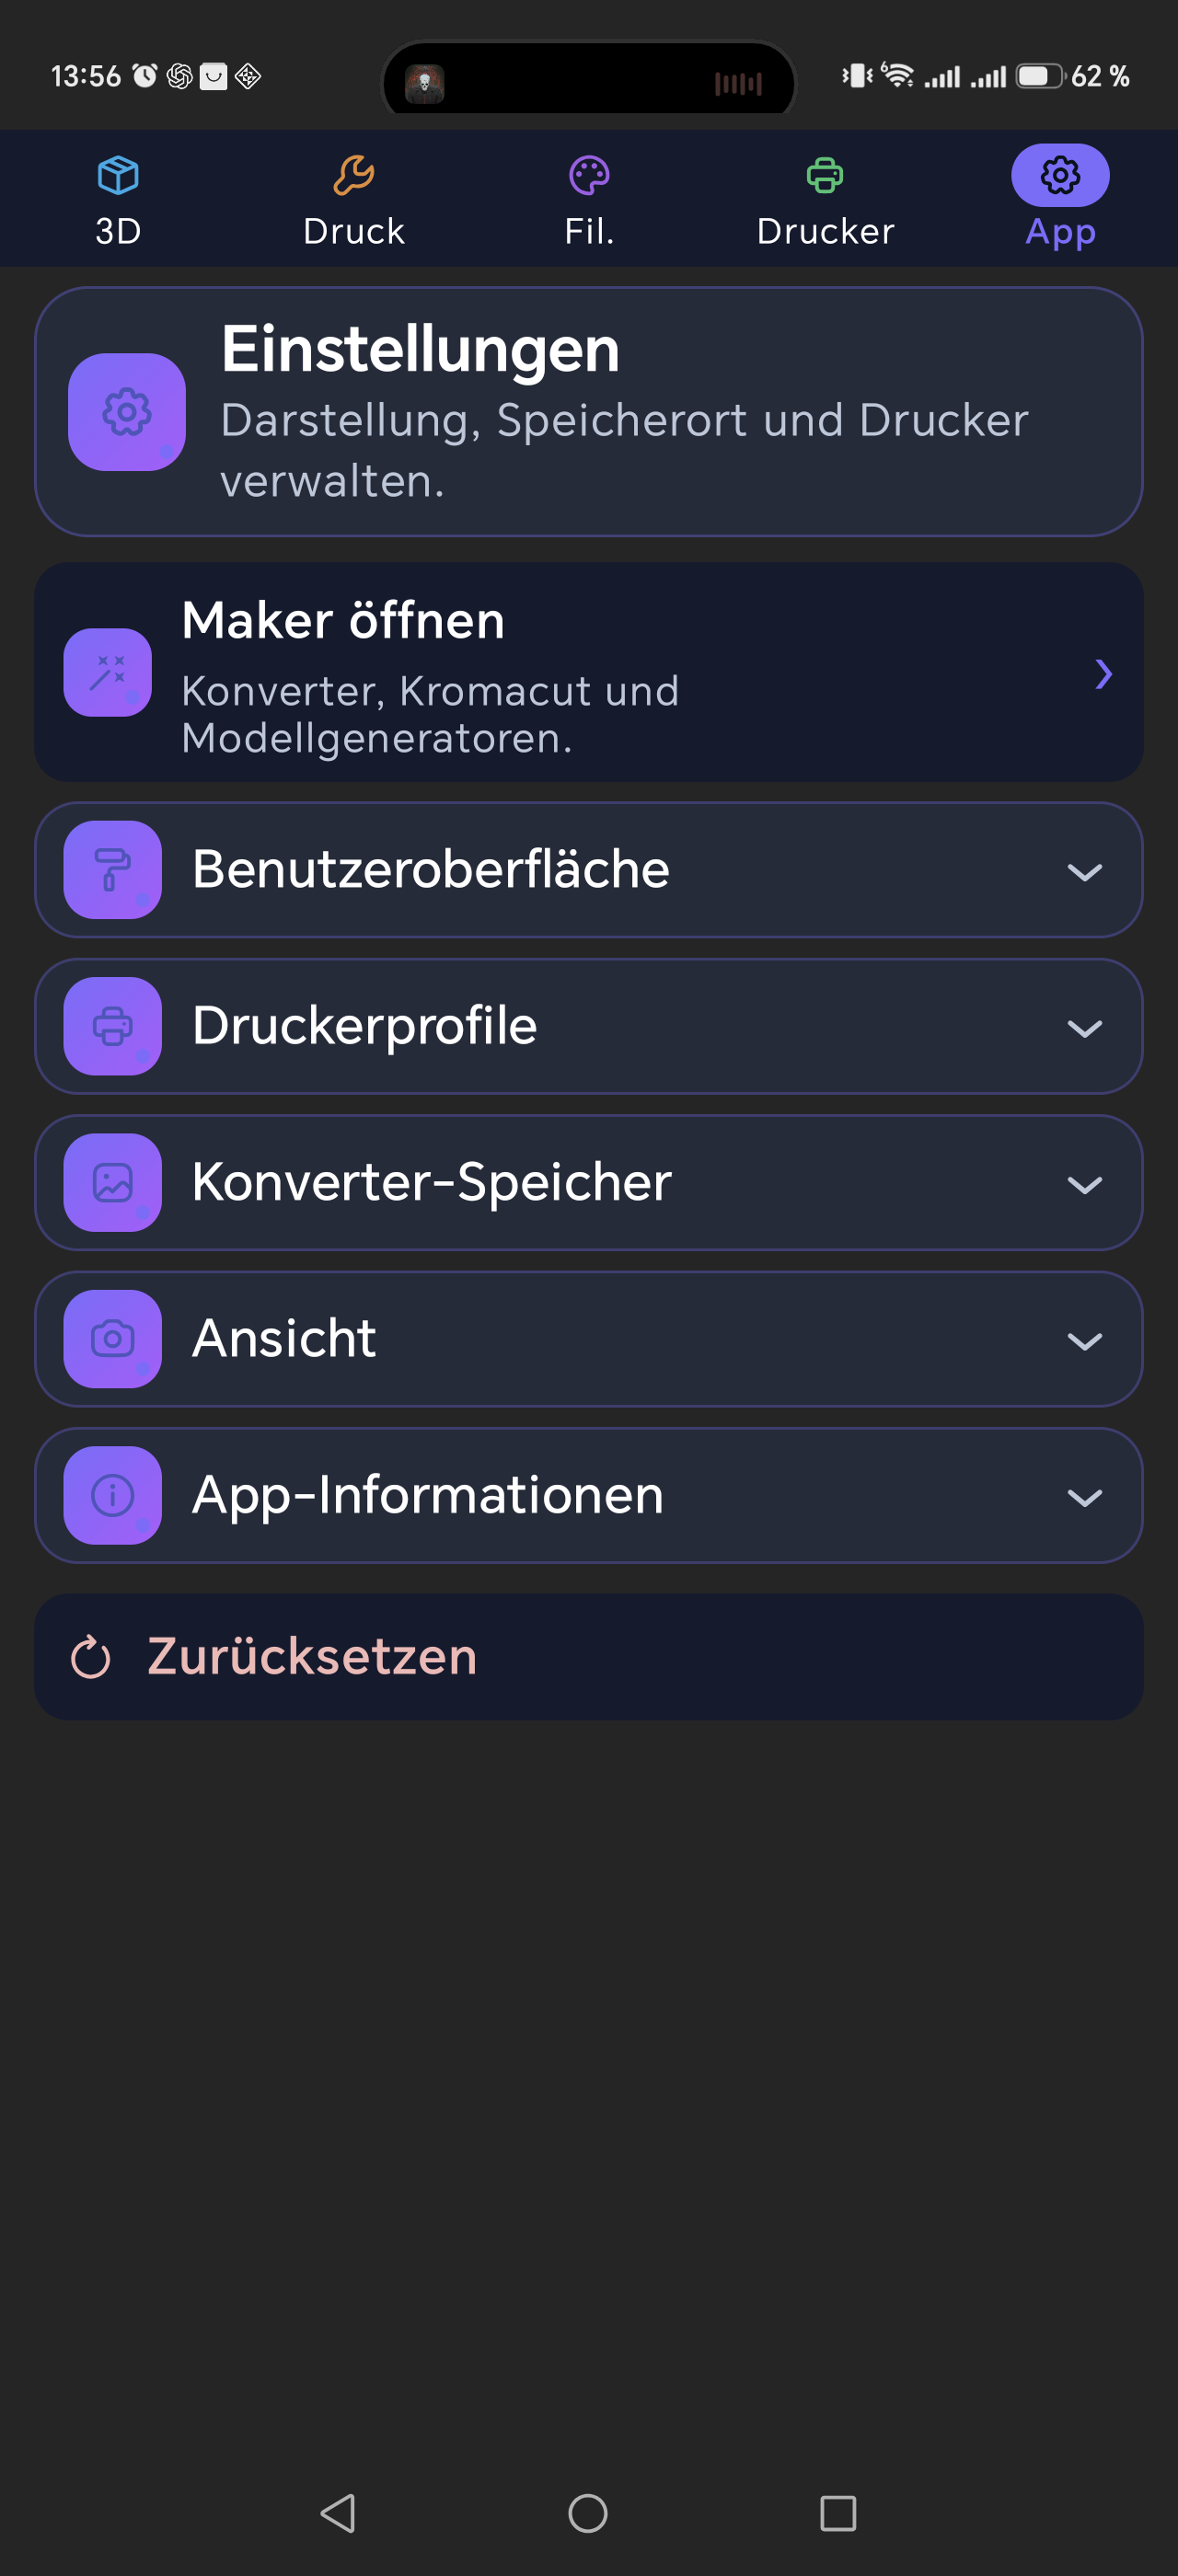 13:56
62 %
3D
Druck
Fil.
Drucker
App
Einstellungen
Darstellung, Speicherort und Drucker
verwalten.
Maker öffnen
Konverter, Kromacut und
Modellgeneratoren.
Benutzeroberfläche
Druckerprofile
Konverter-Speicher
Ansicht
App-Informationen
Zurücksetzen